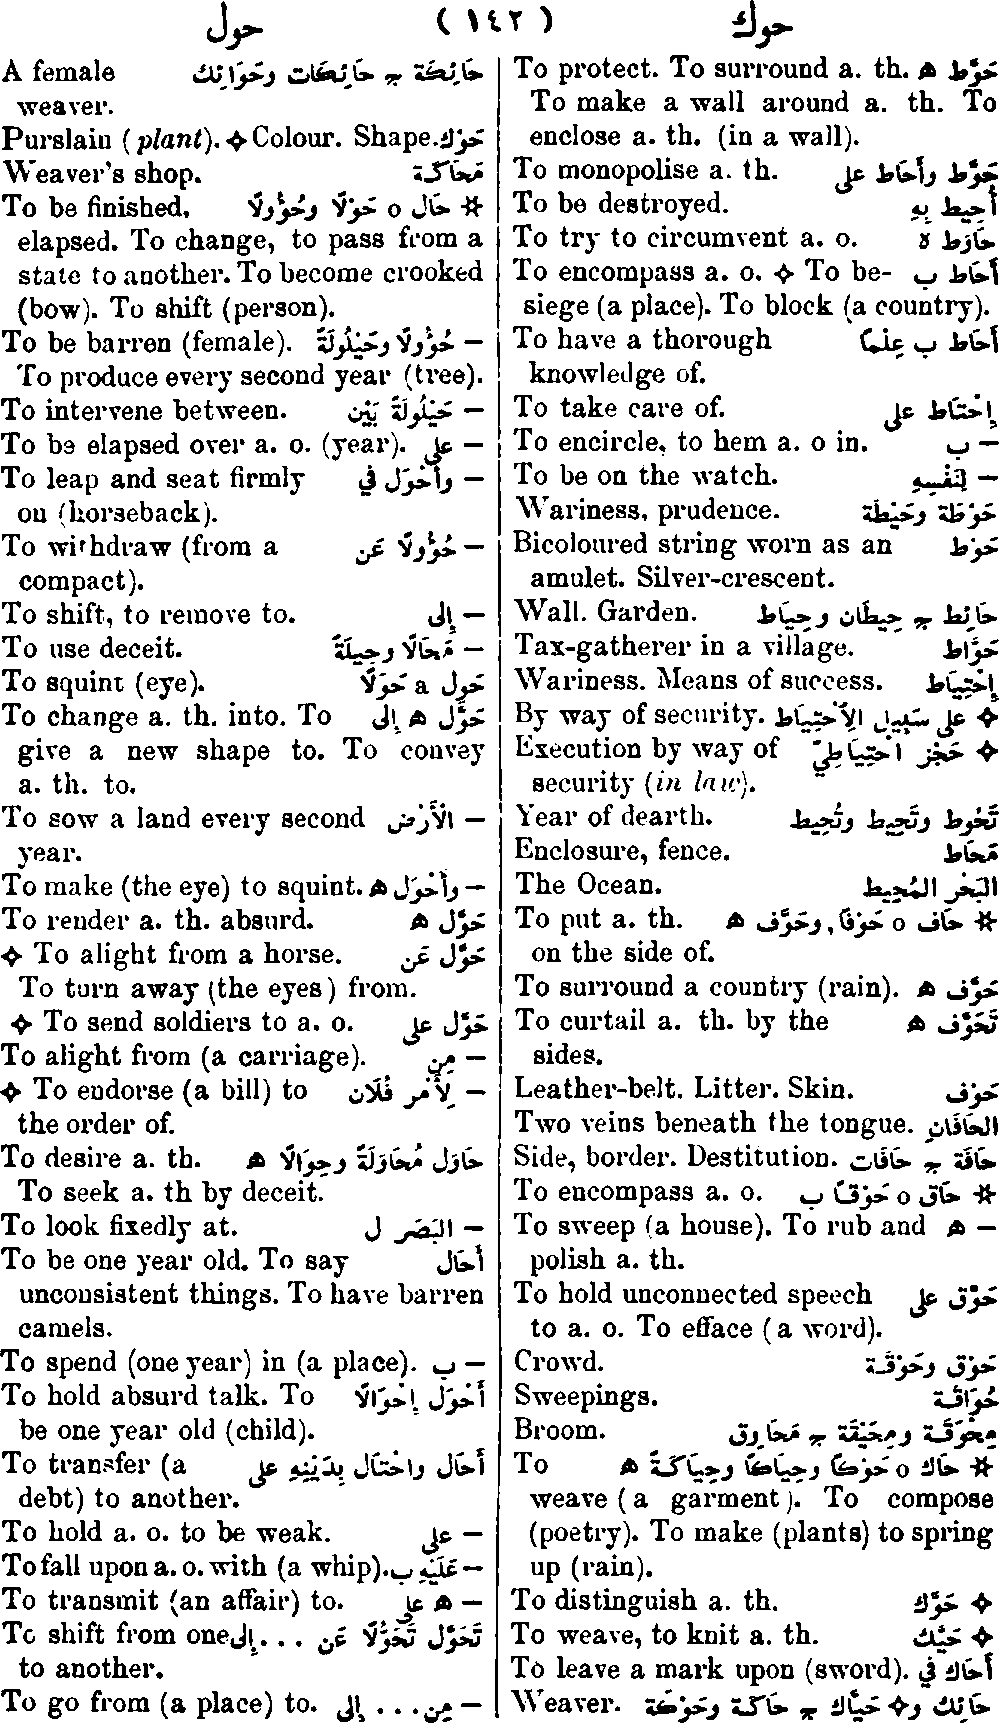 حول ( ١٤٢ ) حوك
To protect. To surround a. th. حَوَّط ه
To make a wall around a. th. To
enclose a. th. (in a wall).
To monopolise a. th. حَوَّط وأَحَاط على
To be destroyed. أُحِيط بِهِ
To try to circumvent a. o. حَاوَط ه
To encompass a. o. ✧ To be- أَحَاط ب
siege (a place). To block (a country).
To have a thorough أَحَاط ب عِلْمًا
knowledge of.
To take care of. إِحْتَاط على
To encircle, to hem a. o in. — ب
To be on the watch. — لِنَفْسِهِ
Wariness, prudence. حَوْطَة وحَيْطَة
Bicoloured string worn as an حَوْط
amulet. Silver-crescent.
Wall. Garden. حَائِط ج حِيطَان وحِيَاط
Tax-gatherer in a village. حَوَّاط
Wariness. Means of success. إِحْتِيَاط
By way of security. ✧ على سَبِيل الِاُحْتِيَاط
Execution by way of ✧ حَجْز احْتِيَاطِيّ
security (in law).
Year of dearth. تَحُوط وتَحِيط وتُحِيط
Enclosure, fence. مَحَاط
The Ocean. البَحْر المُحِيط
To put a. th. ✲ حَاف o حَوْفًا, وحَوَّف ه
on the side of.
To surround a country (rain). حَوَّف ه
To curtail a. th. by the تَحَوَّف ه
sides.
Leather-belt. Litter. Skin. حَوْف
Two veins beneath the tongue. الحَافَانِ
Side, border. Destitution. حَافَة ج حَافَات
To encompass a. o. ✲ حَاق o حَوْقًا ب
To sweep (a house). To rub and — ه
polish a. th.
To hold unconnected speech حَوَّق على
to a. o. To efface (a word).
Crowd. حَوْق وحَوْقَة
Sweepings. حُوَاقَة
Broom. مِحْوَقَة ومِحْيَقَة ج مَحَاوِق
To ✲ حَاك o حَوْكًا وحِيَاكًا وحِيَاكَةً ه
weave (a garment). To compose
(poetry). To make (plants) to spring
up (rain).
To distinguish a. th. ✧ حَوَّك
To weave, to knit a. th. ✧ حَيَّك
To leave a mark upon (sword). أَحَاك في
Weaver. حَائِك و✧ حَيَّاك ج حَاكَة وحَوَكَة
A female حَائِكَة ج حَائِكَات وحَوَائِك
weaver.
Purslain (plant). ✧ Colour. Shape. حَوْك
Weaver's shop. مَحَاكَة
To be finished, ✲ حَال o حَوْلًا وحُؤُولًا
elapsed. To change, to pass from a
state to another. To become crooked
(bow). To shift (person).
To be barren (female). — حُؤُولًا وحَيْلُولَةً
To produce every second year (tree).
To intervene between. — حَيْلُولَةً بَيْن
To be elapsed over a. o. (year). — على
To leap and seat firmly — وأَحْوَل في
on (horseback).
To withdraw (from a — حُؤُولًا عَن
compact).
To shift, to remove to. — إِلى
To use deceit. — مَحَالًا وحِيلَةً
To squint (eye). حَوِل a حَوَلًا
To change a. th. into. To حَوَّل ه إِلى
give a new shape to. To convey
a. th. to.
To sow a land every second — الْأَرْض
year.
To make (the eye) to squint. — وأَحْوَل ه
To render a. th. absurd. حَوَّل ه
✧ To alight from a horse. حَوَّل عَن
To turn away (the eyes) from.
✧ To send soldiers to a. o. حَوَّل على
To alight from (a carriage). — مِن
✧ To endorse (a bill) to — لِأَمْر فُلَان
the order of.
To desire a. th. حَاوَل مُحَاوَلَةً وحِوَالًا ه
To seek a. th by deceit.
To look fixedly at. — البَصَر ل
To be one year old. To say أَحَال
unconsistent things. To have barren
camels.
To spend (one year) in (a place). — ب
To hold absurd talk. To أَحْوَل إِحْوَالًا
be one year old (child).
To transfer (a أَحَال واحْتَال بِدَيْنِهِ على
debt) to another.
To hold a. o. to be weak. — على
To fall upon a. o. with (a whip). — عَلَيْهِ ب
To transmit (an affair) to. — ه على
To shift from one تَحَوَّل تَحَوُّلًا عَن ... إِلى
to another.
To go from (a place) to. — مِن ... إِلى